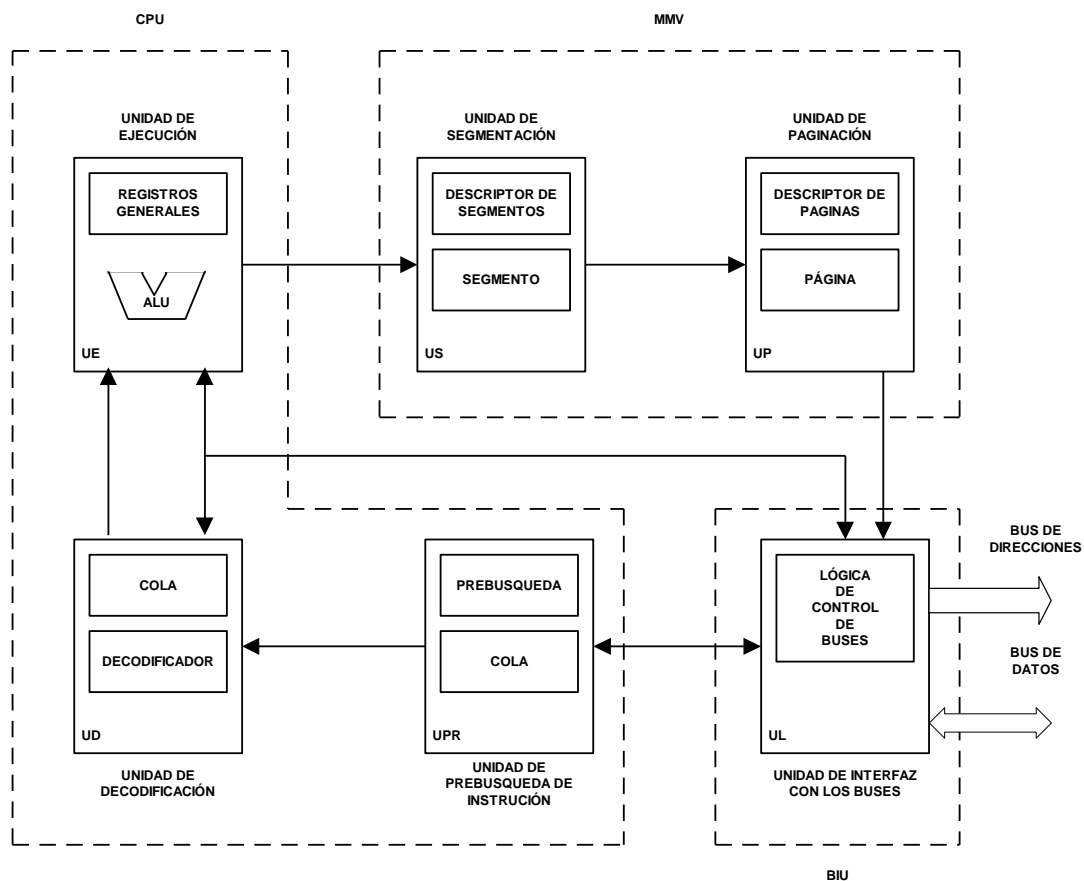 CPU
MMV
UNIDAD DE
EJECUCIÓN
UNIDAD DE
SEGMENTACIÓN
UNIDAD DE
PAGINACIÓN
REGISTROS
GENERALES
ALU
UE
DESCRIPTOR DE
SEGMENTOS
SEGMENTO
US
DESCRIPTOR DE
PAGINAS
PÁGINA
UP
COLA
DECODIFICADOR
UD
UNIDAD DE
DECODIFICACIÓN
PREBUSQUEDA
COLA
UPR
UNIDAD DE
PREBUSQUEDA DE
INSTRUCIÓN
LÓGICA
DE
CONTROL
DE
BUSES
UL
UNIDAD DE INTERFAZ
CON LOS BUSES
BUS DE
DIRECCIONES
BUS DE
DATOS
BIU